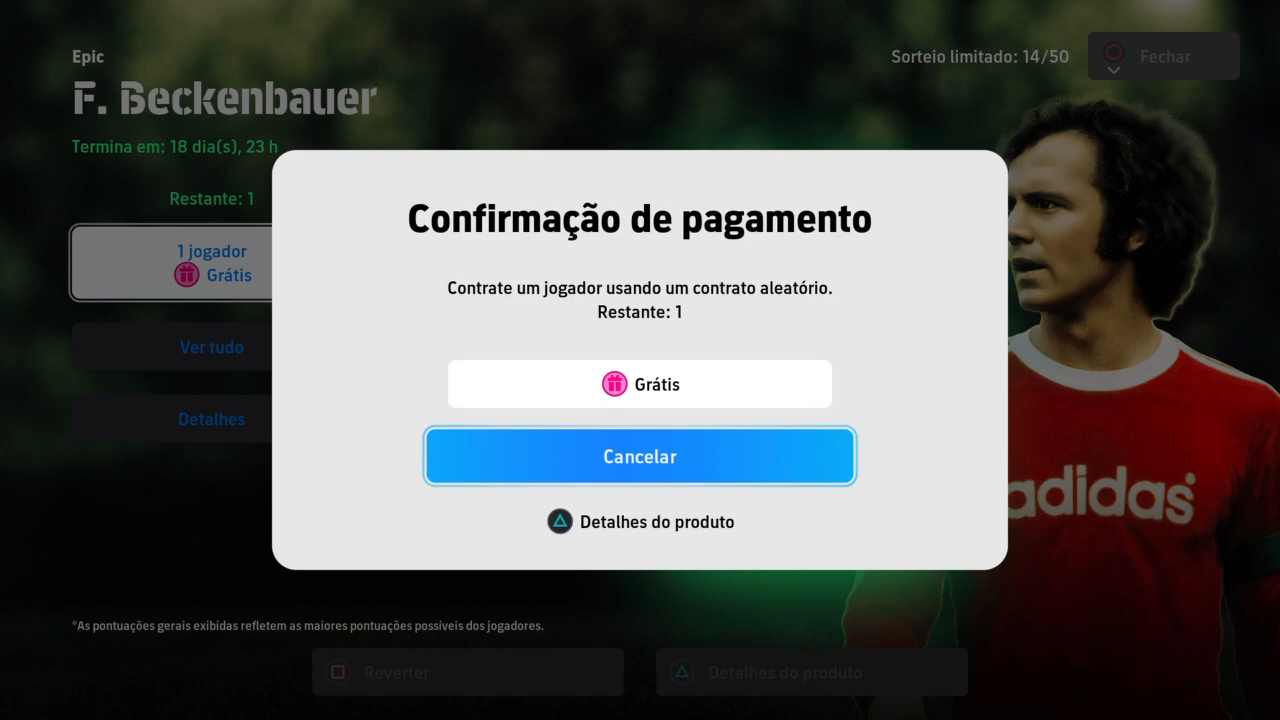 Epic
F. Beckenbauer
Termina em: 18 dia(s), 23 h
Sorteio limitado: 14/50
Fechar
Restante: 1
1 jogador
Grátis
Ver tudo
Detalhes
Confirmação de pagamento
Contrate um jogador usando um contrato aleatório.
Restante: 1
Grátis
Cancelar
Detalhes do produto
adidas
*As pontuações gerais exibidas refletem as maiores pontuações possíveis dos jogadores.
Reverter
Detalhes do produto